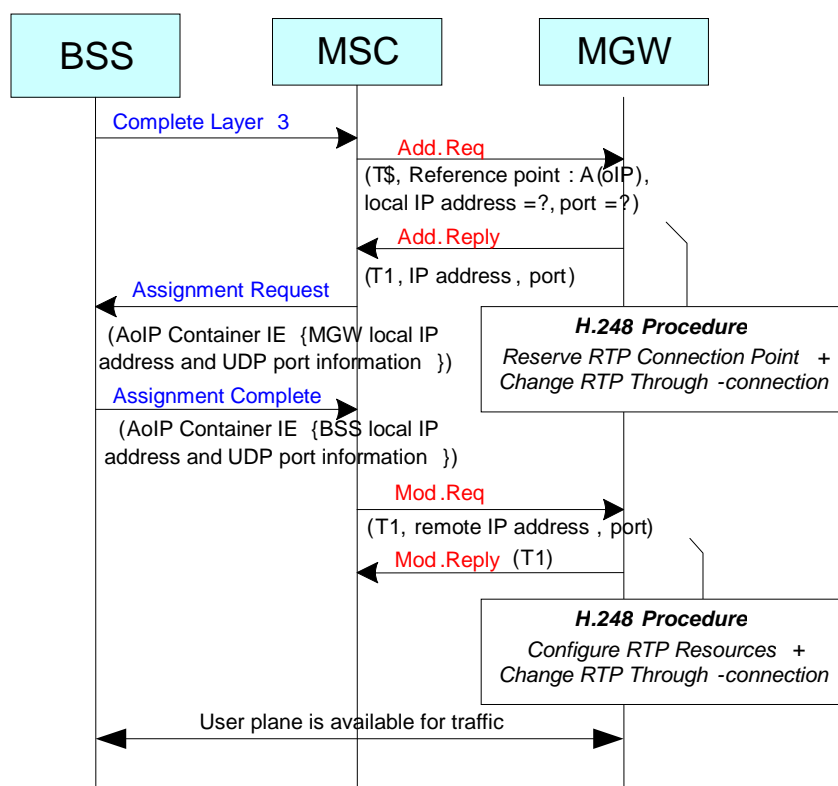 BSS
MSC
MGW
Complete Layer 3
Add.Req
(T$, Reference point : A(oIP),
local IP address =?, port =?)
Add.Reply
(T1, IP address, port)
Assignment Request
(AoIP Container IE {MGW local IP
address and UDP port information })
H.248 Procedure
Reserve RTP Connection Point +
Change RTP Through -connection
Assignment Complete
(AoIP Container IE {BSS local IP
address and UDP port information })
Mod.Req
(T1, remote IP address , port)
Mod.Reply (T1)
H.248 Procedure
Configure RTP Resources +
Change RTP Through -connection
User plane is available for traffic